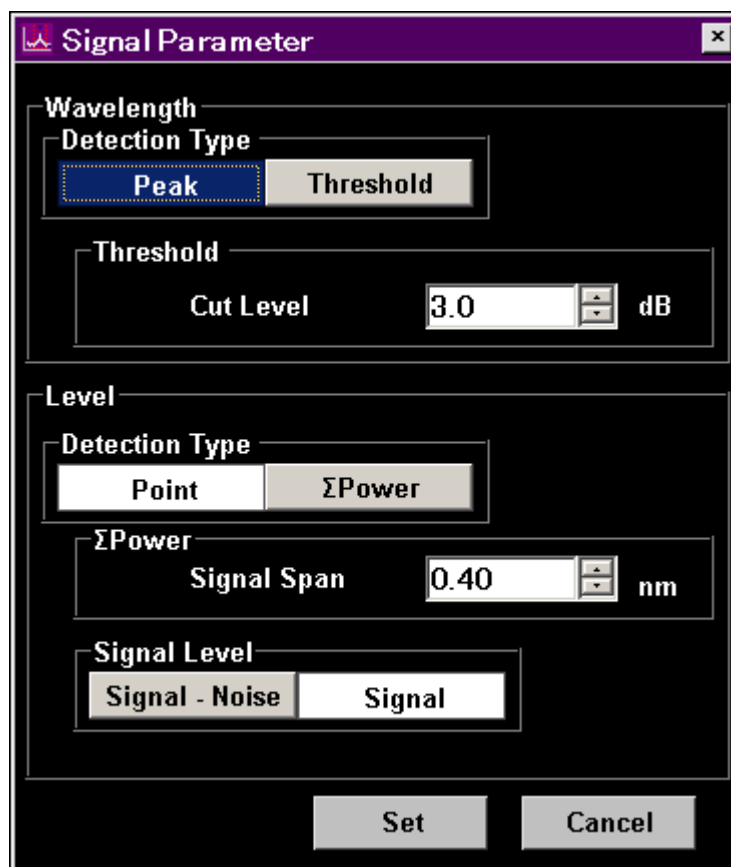 Signal Parameter
Wavelength
Detection Type
Peak Threshold
Threshold
Cut Level 3.0 dB
Level
Detection Type
Point ΣPower
ΣPower
Signal Span 0.40 nm
Signal Level
Signal - Noise Signal
Set Cancel